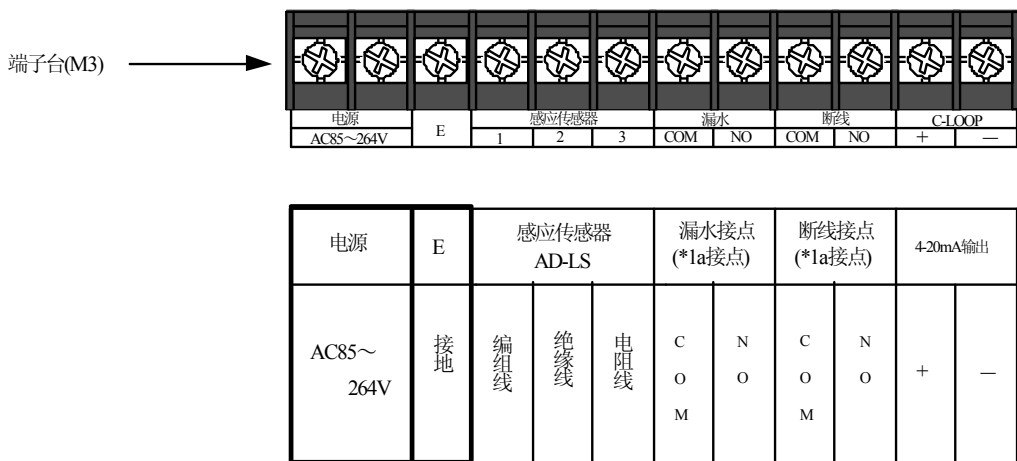 端子台(M3)
电源 E 感应传感器 漏水 断线 C-LOOP
AC85～264V 1 2 3 COM NO COM NO + —
电源 E 感应传感器 漏水接点 断线接点 4-20mA输出
AD-LS (*1a接点) (*1a接点)
AC85～
264V
接地
编组线
绝缘线
电阻线
COM
NO
COM
NO
+
—